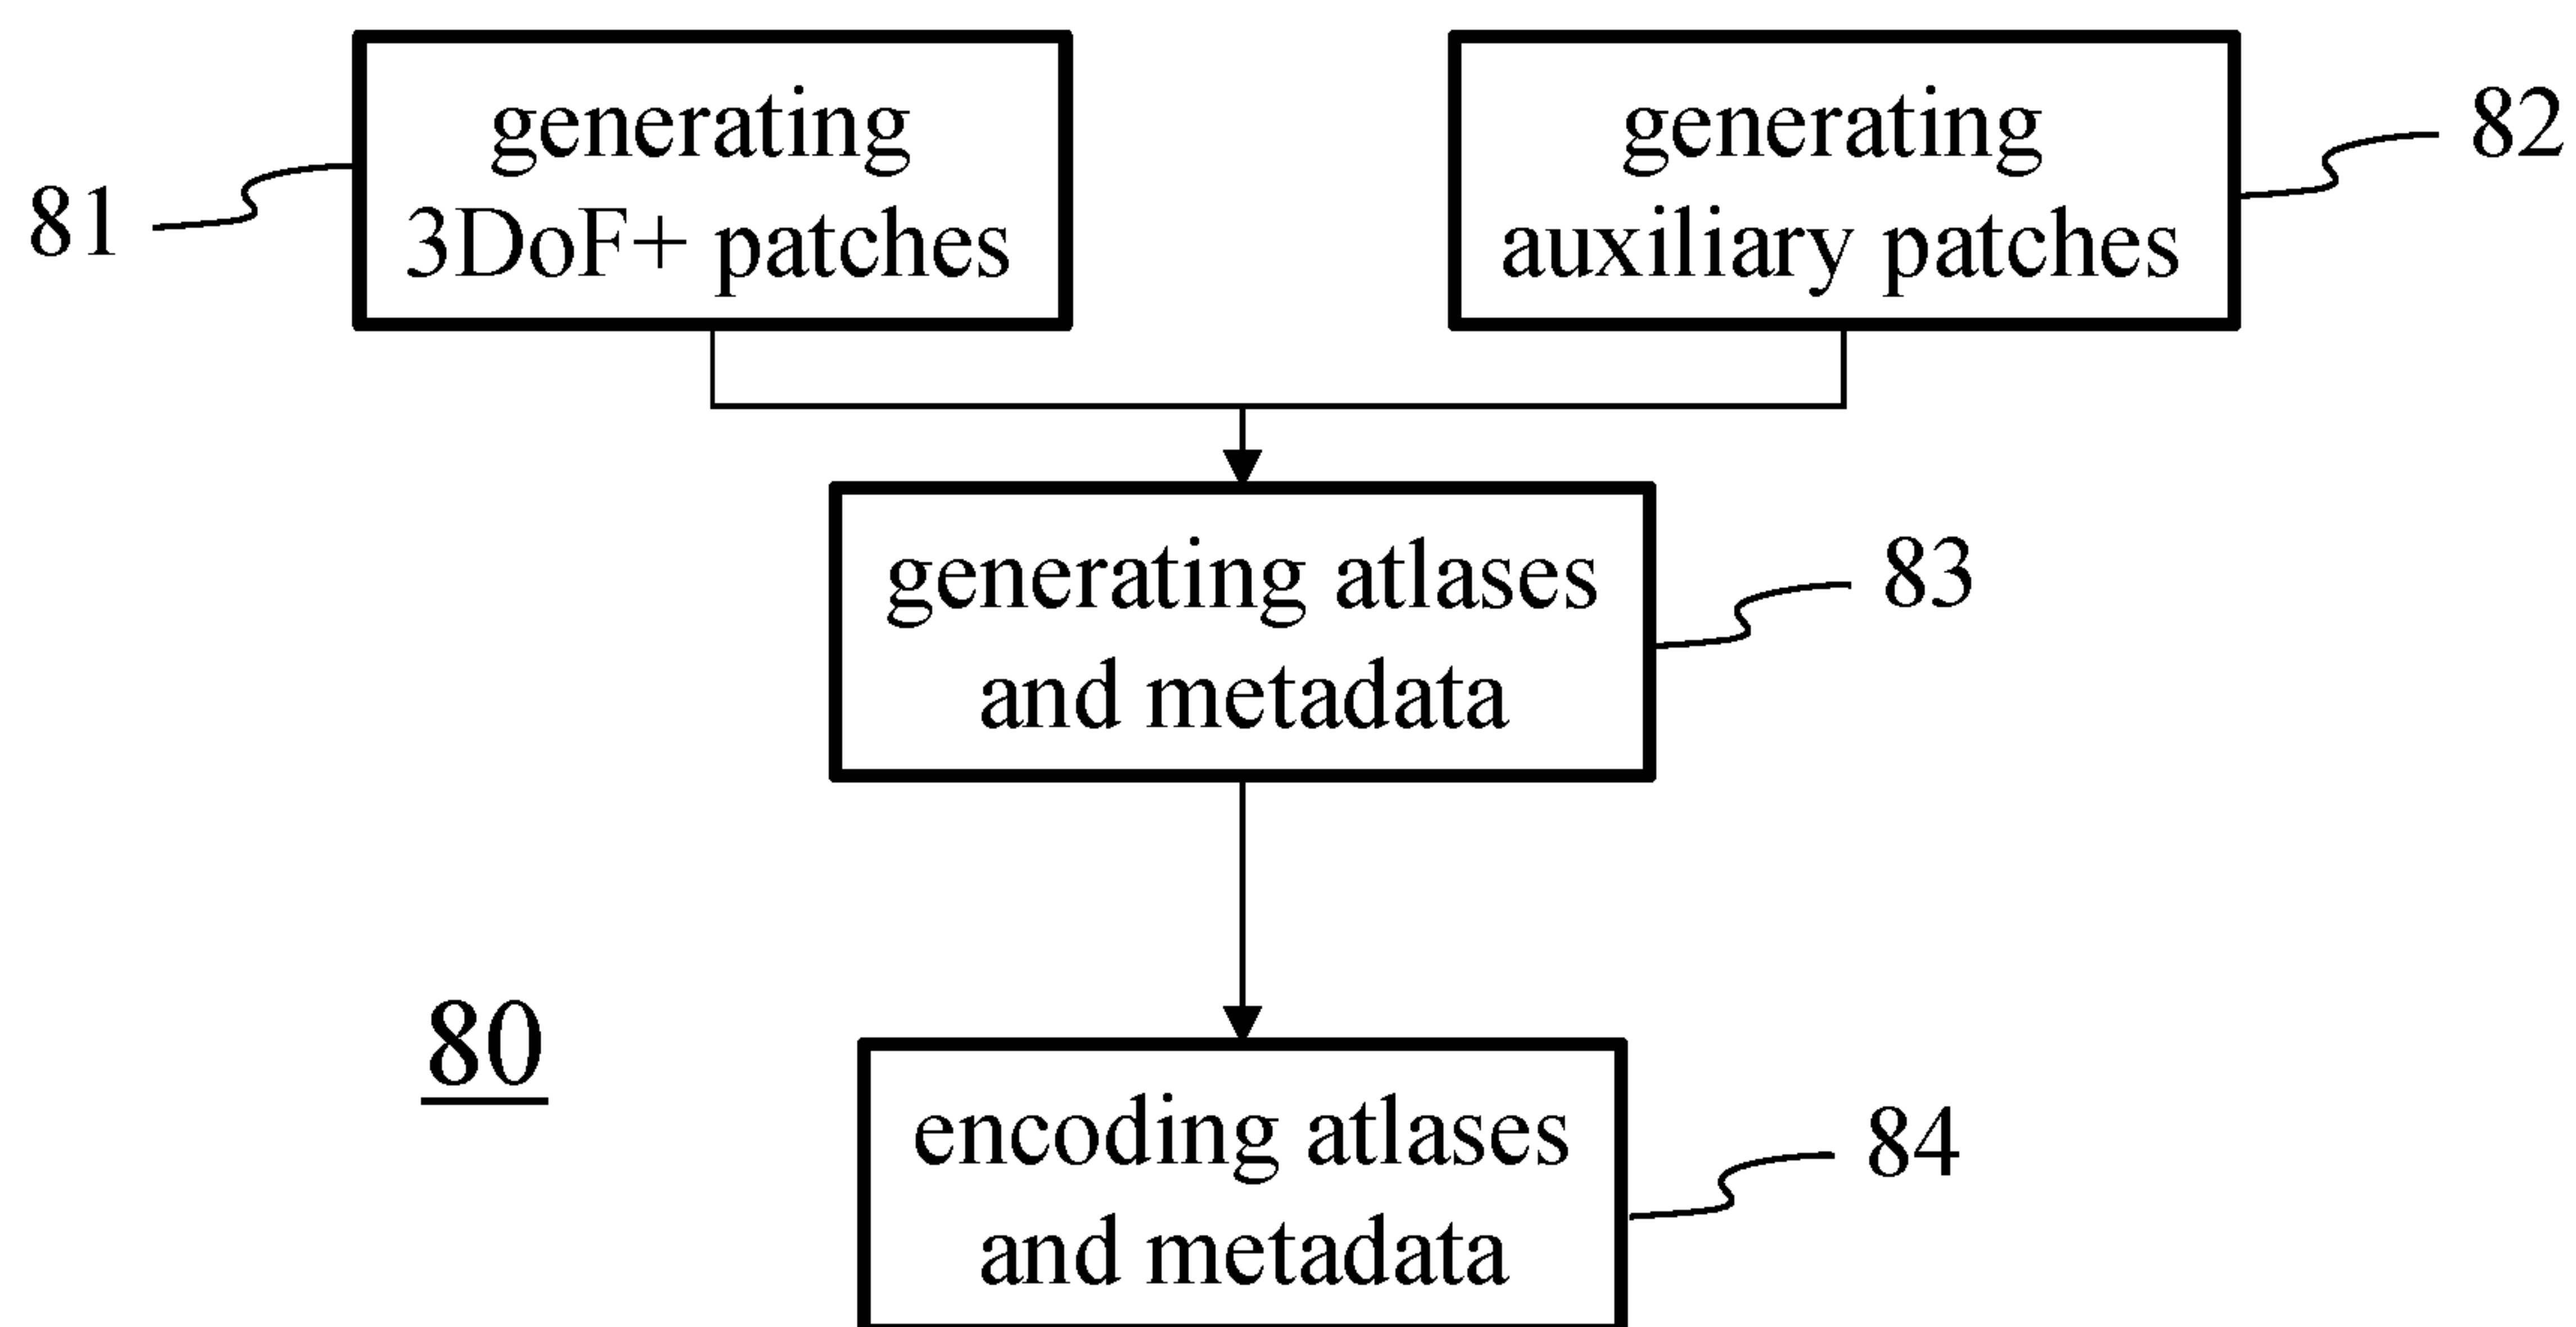 generating
3DoF+ patches
81
generating
auxiliary patches
82
generating atlases
and metadata
83
80
encoding atlases
and metadata
84